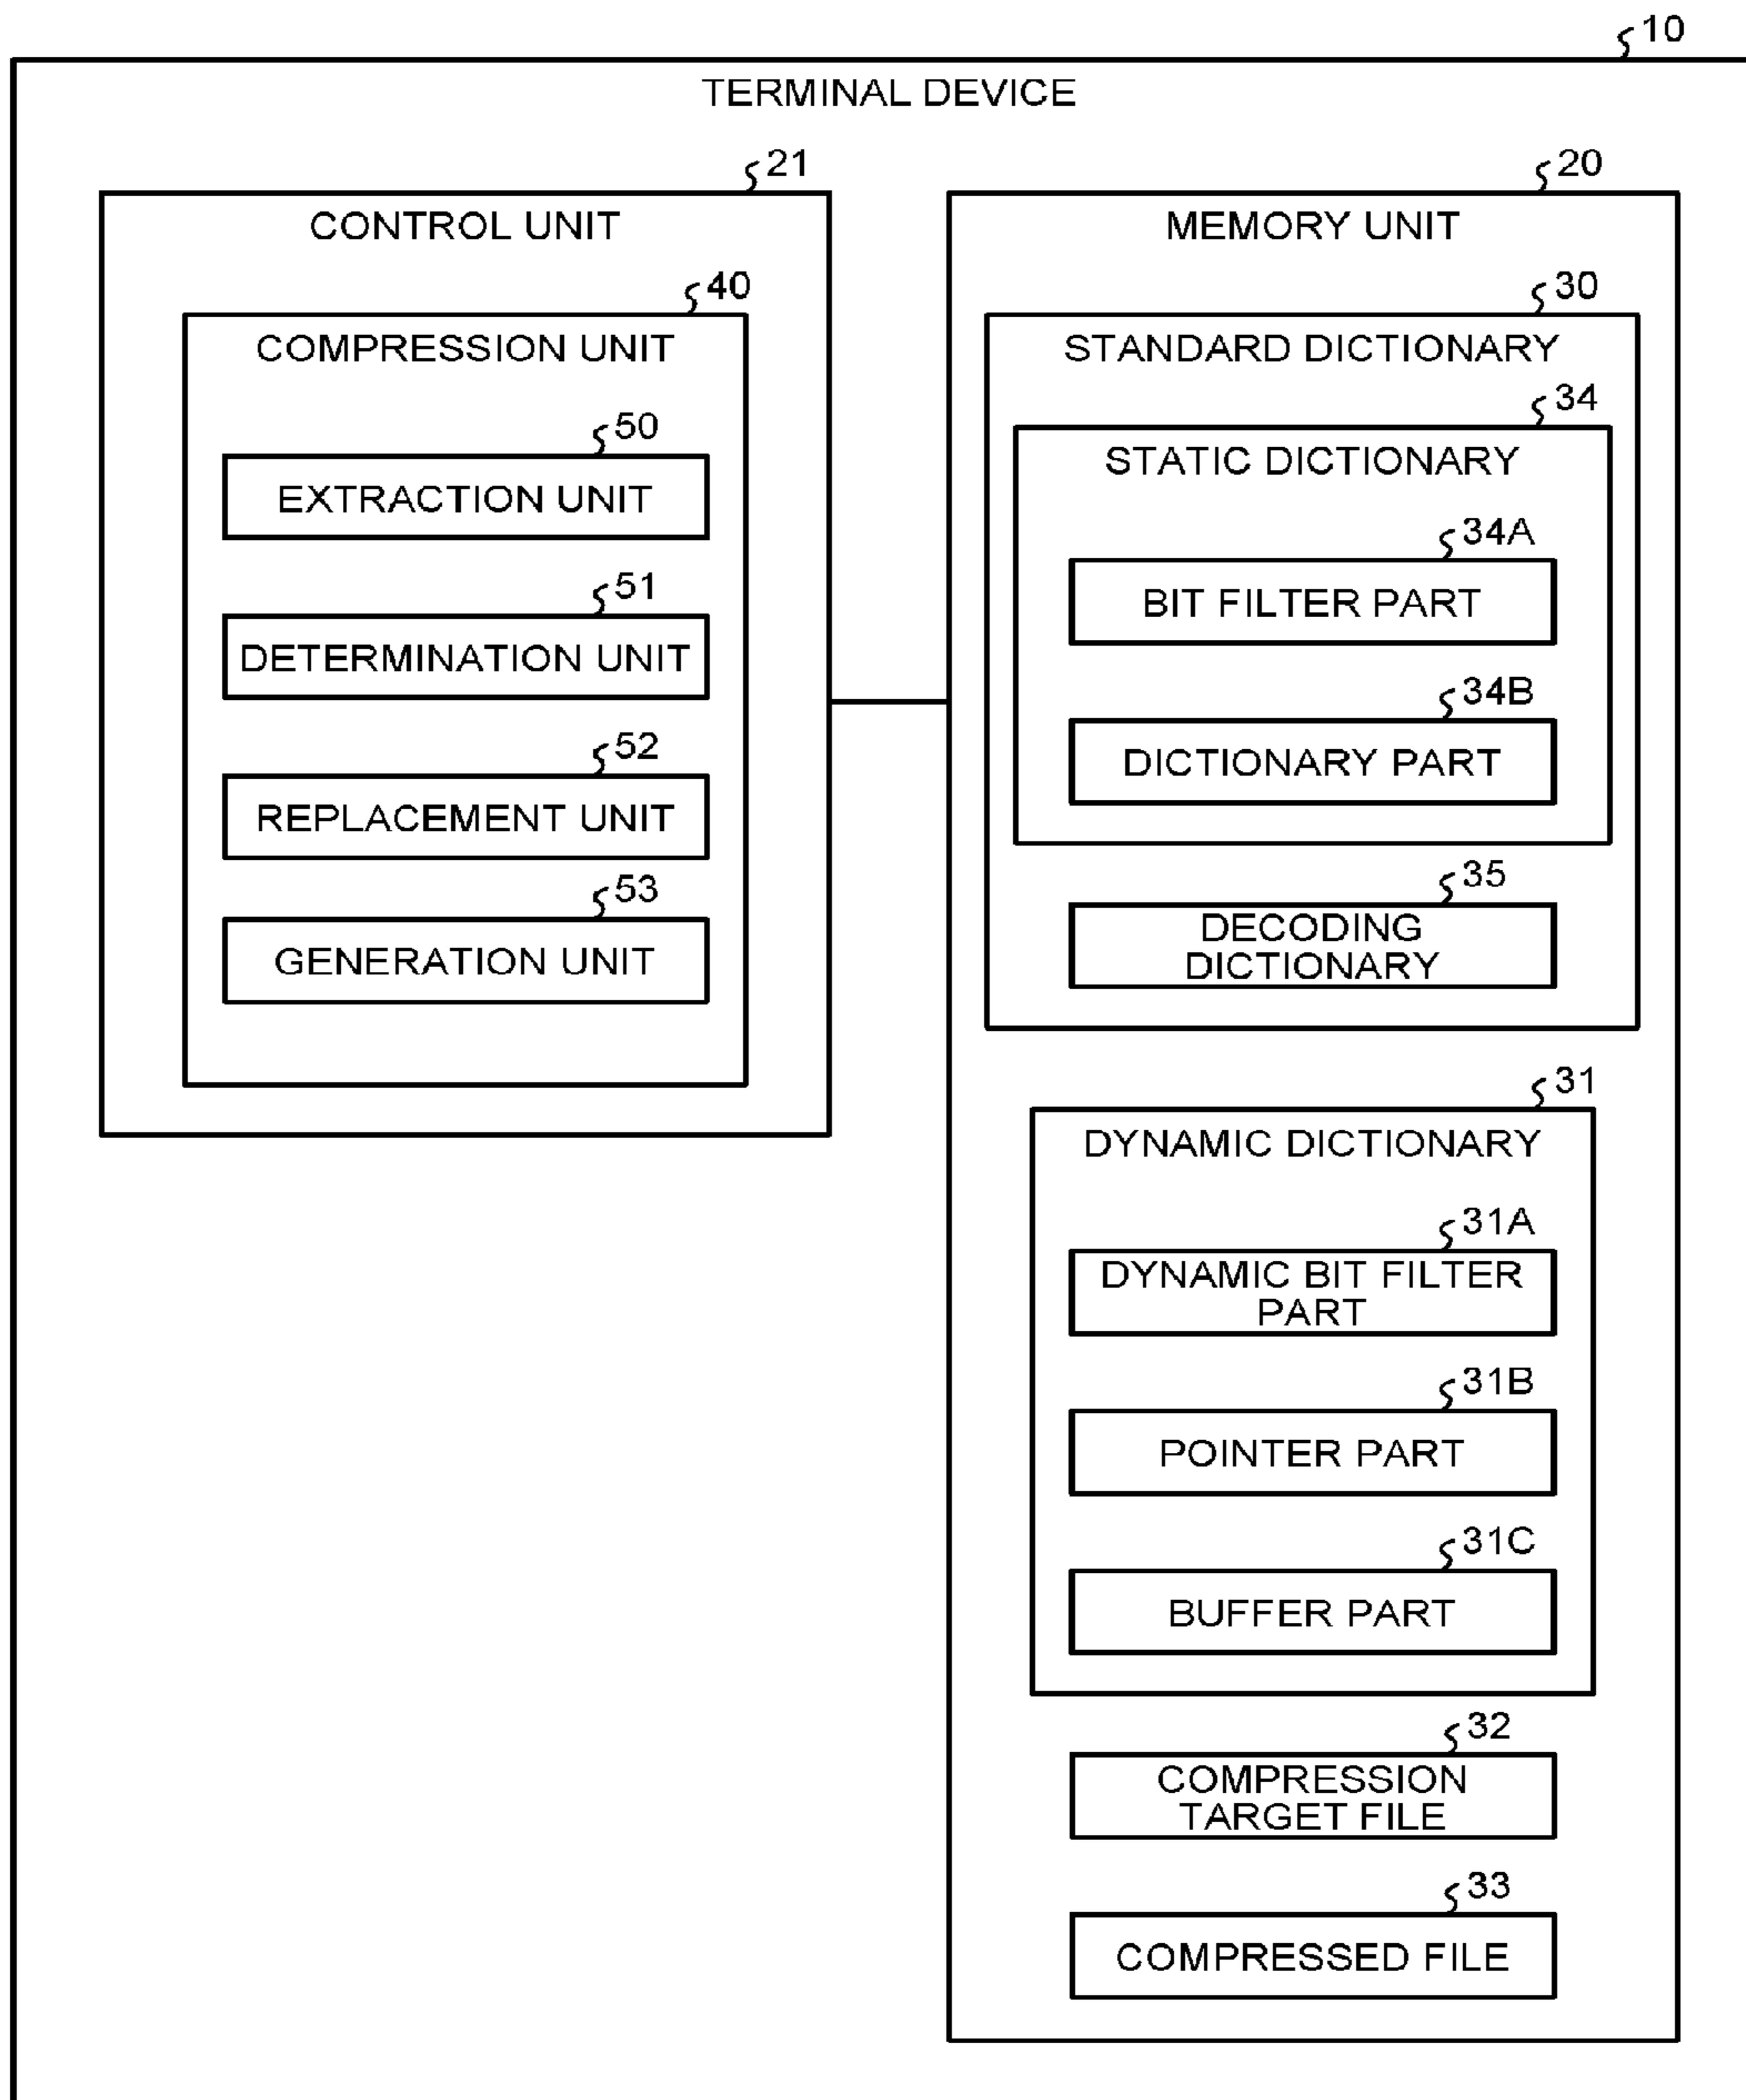 10
TERMINAL DEVICE
21
CONTROL UNIT
40
COMPRESSION UNIT
50
EXTRACTION UNIT
51
DETERMINATION UNIT
52
REPLACEMENT UNIT
53
GENERATION UNIT
20
MEMORY UNIT
30
STANDARD DICTIONARY
34
STATIC DICTIONARY
34A
BIT FILTER PART
34B
DICTIONARY PART
35
DECODING
DICTIONARY
31
DYNAMIC DICTIONARY
31A
DYNAMIC BIT FILTER
PART
31B
POINTER PART
31C
BUFFER PART
32
COMPRESSION
TARGET FILE
33
COMPRESSED FILE